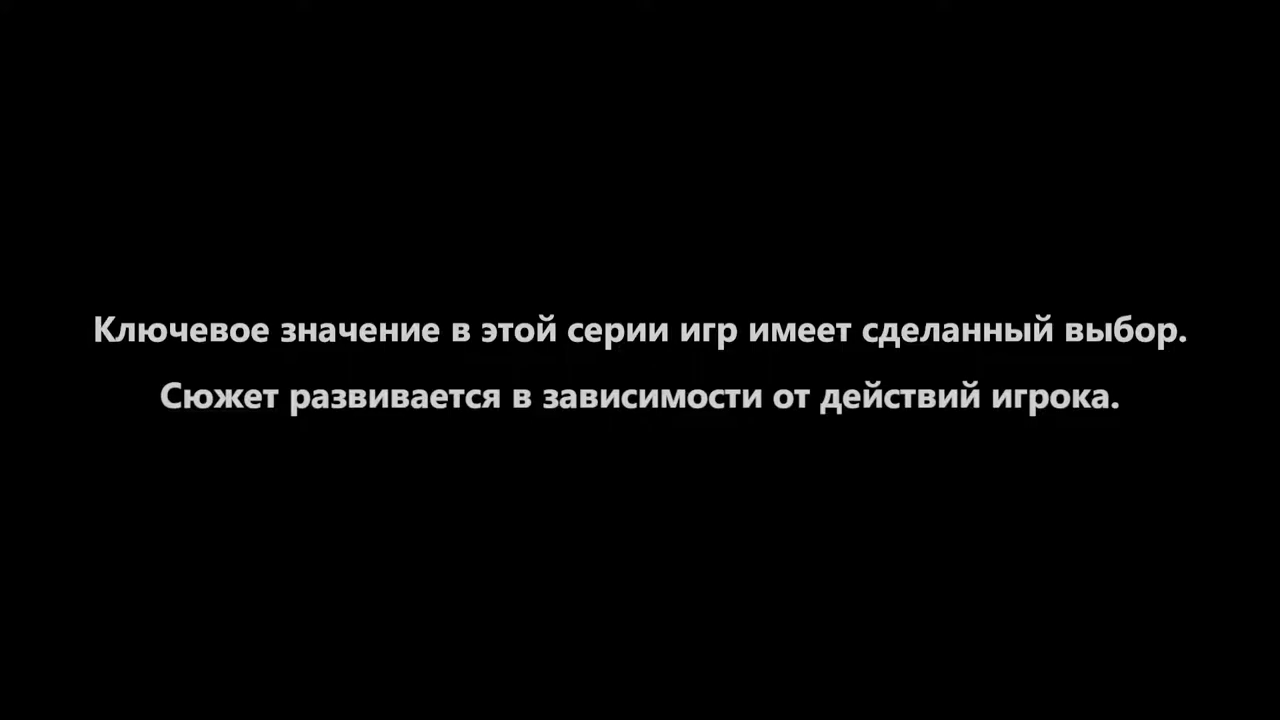 Ключевое значение в этой серии игр имеет сделанный выбор.
Сюжет развивается в зависимости от действий игрока.